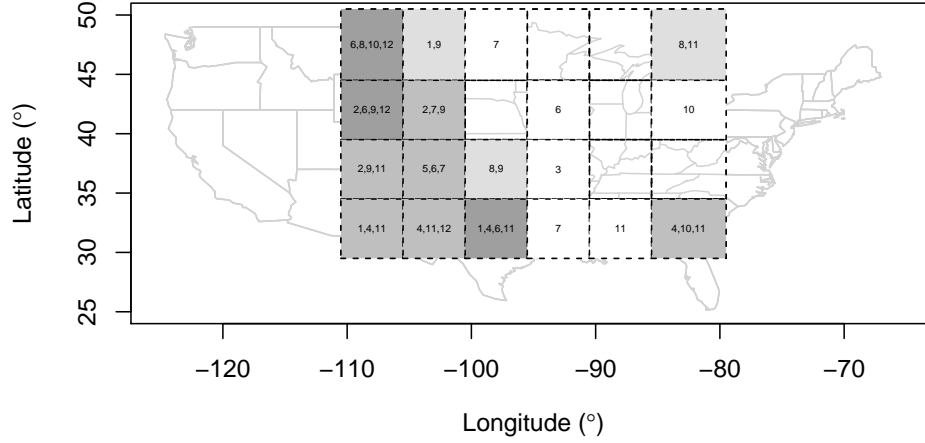 50
6,8,10,12 1,9 7 8,11
45
2,6,9,12 2,7,9 6 10
40
2,9,11 5,6,7 8,9 3
35
1,4,11 4,11,12 1,4,6,11 7 11 4,10,11
30
25
Latitude (°)
−120 −110 −100 −90 −80 −70
Longitude (°)